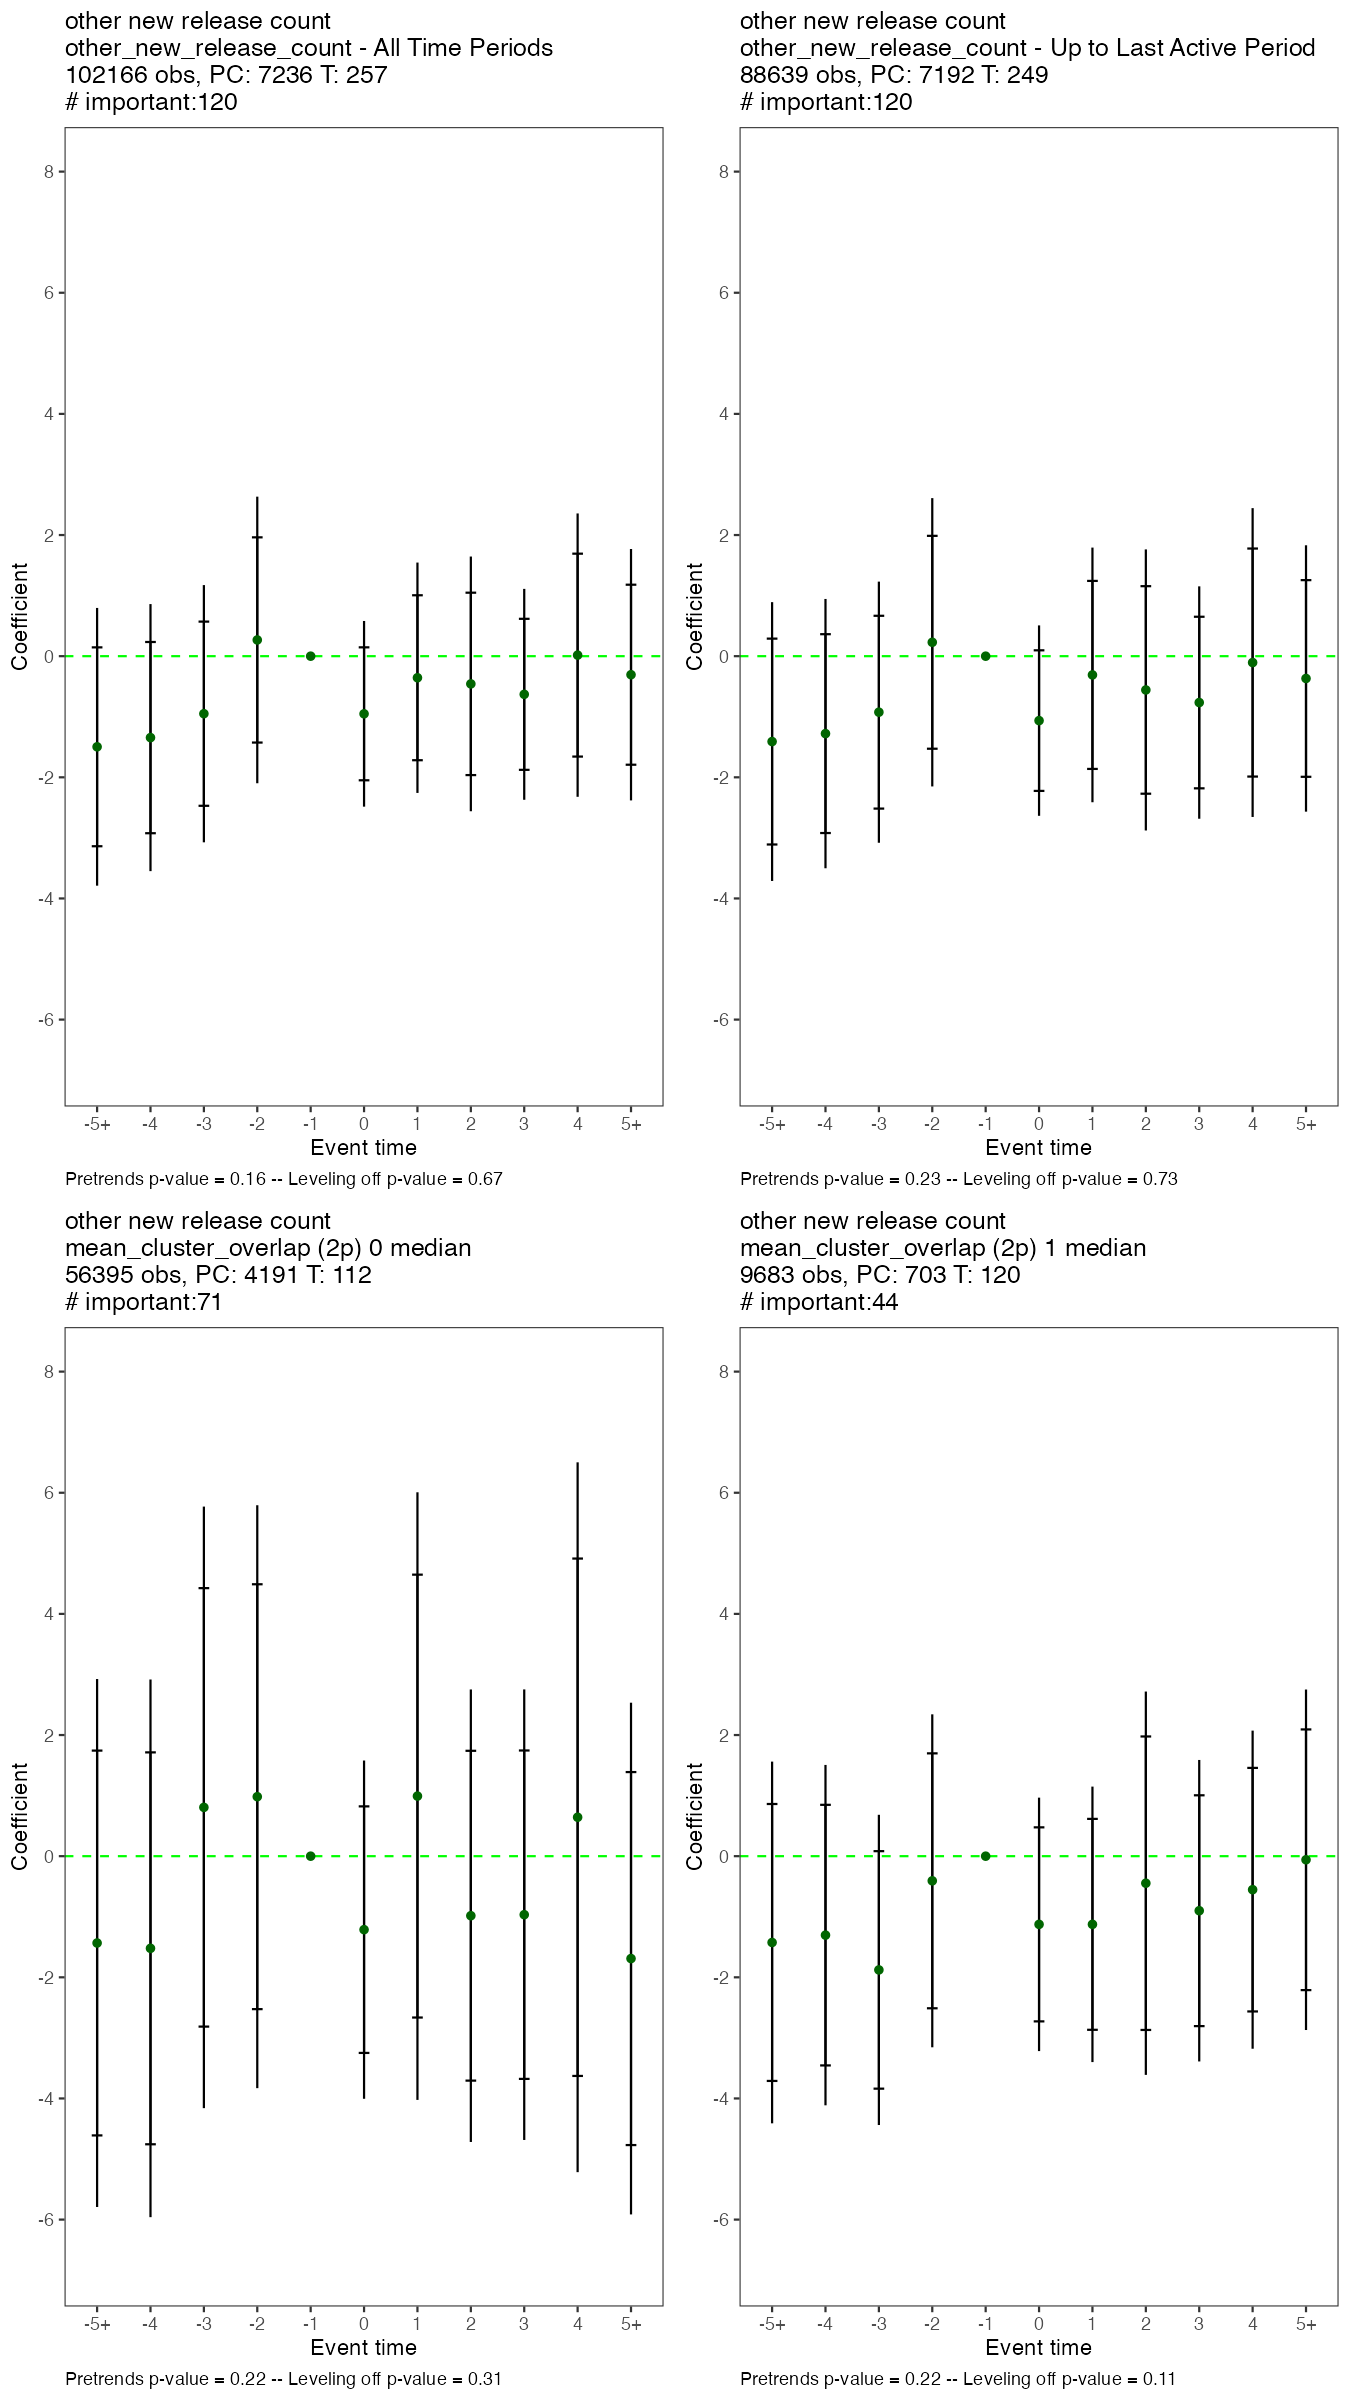 other new release count
other_new_release_count - All Time Periods
102166 obs, PC: 7236 T: 257
# important:120
8
6
4
2
0
-2
-4
-6
Coefficient
-5+ -4 -3 -2 -1 0 1 2 3 4 5+
Event time
Pretrends p-value = 0.16 -- Leveling off p-value = 0.67
other new release count
other_new_release_count - Up to Last Active Period
88639 obs, PC: 7192 T: 249
# important:120
8
6
4
2
0
-2
-4
-6
Coefficient
-5+ -4 -3 -2 -1 0 1 2 3 4 5+
Event time
Pretrends p-value = 0.23 -- Leveling off p-value = 0.73
other new release count
mean_cluster_overlap (2p) 0 median
56395 obs, PC: 4191 T: 112
# important:71
8
6
4
2
0
-2
-4
-6
Coefficient
-5+ -4 -3 -2 -1 0 1 2 3 4 5+
Event time
Pretrends p-value = 0.22 -- Leveling off p-value = 0.31
other new release count
mean_cluster_overlap (2p) 1 median
9683 obs, PC: 703 T: 120
# important:44
8
6
4
2
0
-2
-4
-6
Coefficient
-5+ -4 -3 -2 -1 0 1 2 3 4 5+
Event time
Pretrends p-value = 0.22 -- Leveling off p-value = 0.11